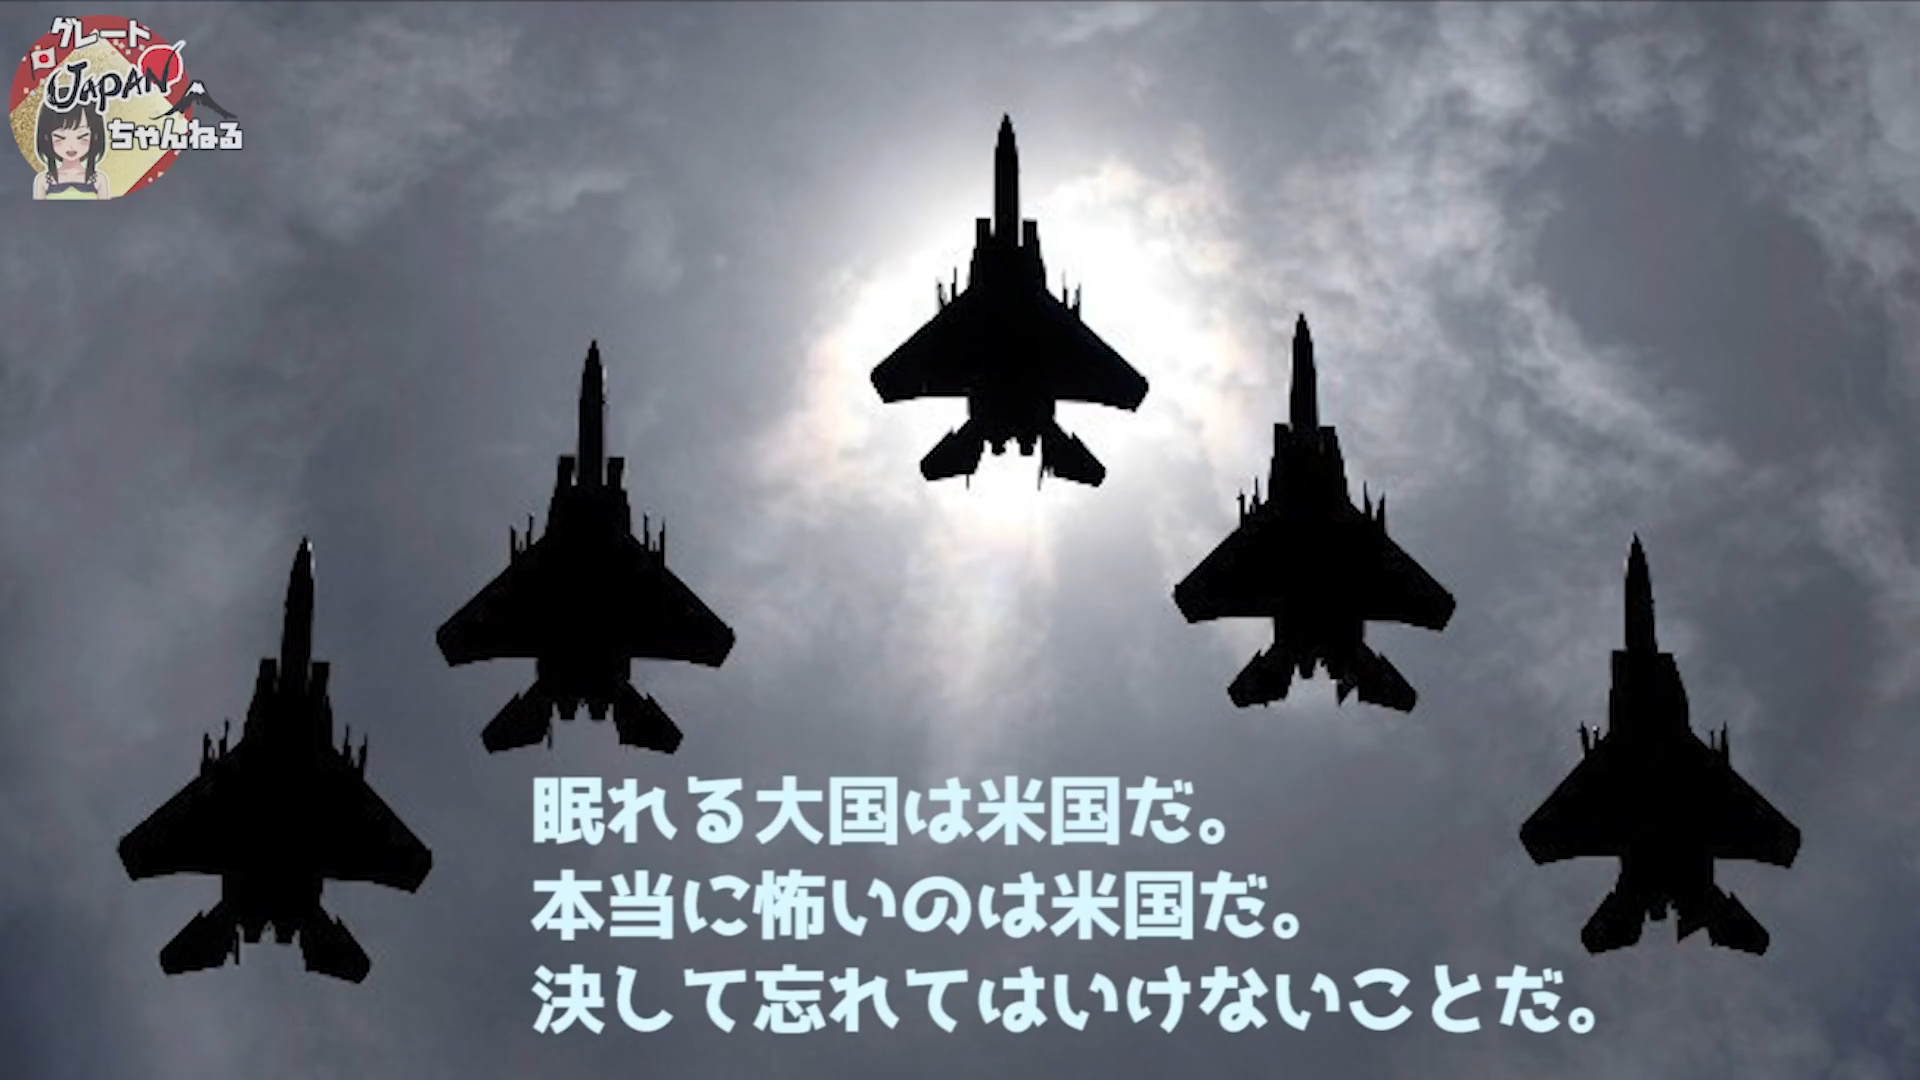 グレート
JAPAN
ちゃんねる
眠れる大国は米国だ。
本当に怖いのは米国だ。
決して忘れてはいけないことだ。